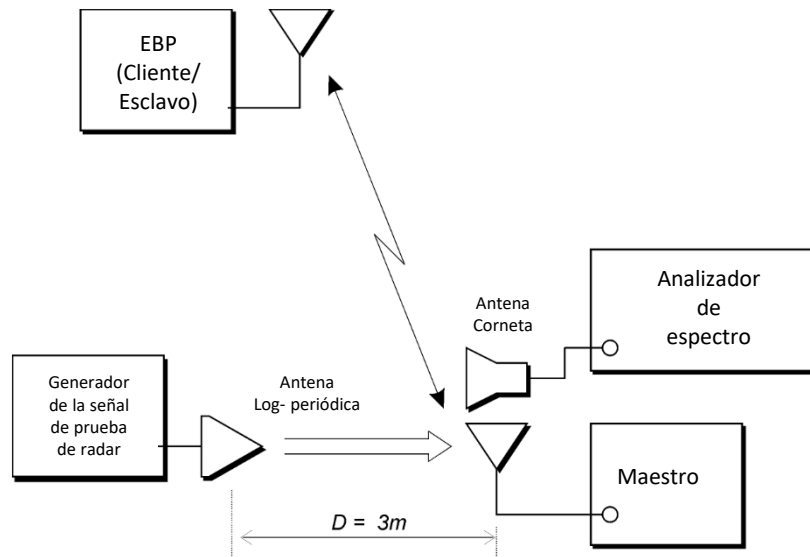 EBP
(Cliente/
Esclavo)
Analizador
de
espectro
Antena
Corneta
Generador
de la señal
de prueba
de radar
Antena
Log- periódica
Maestro
D = 3m